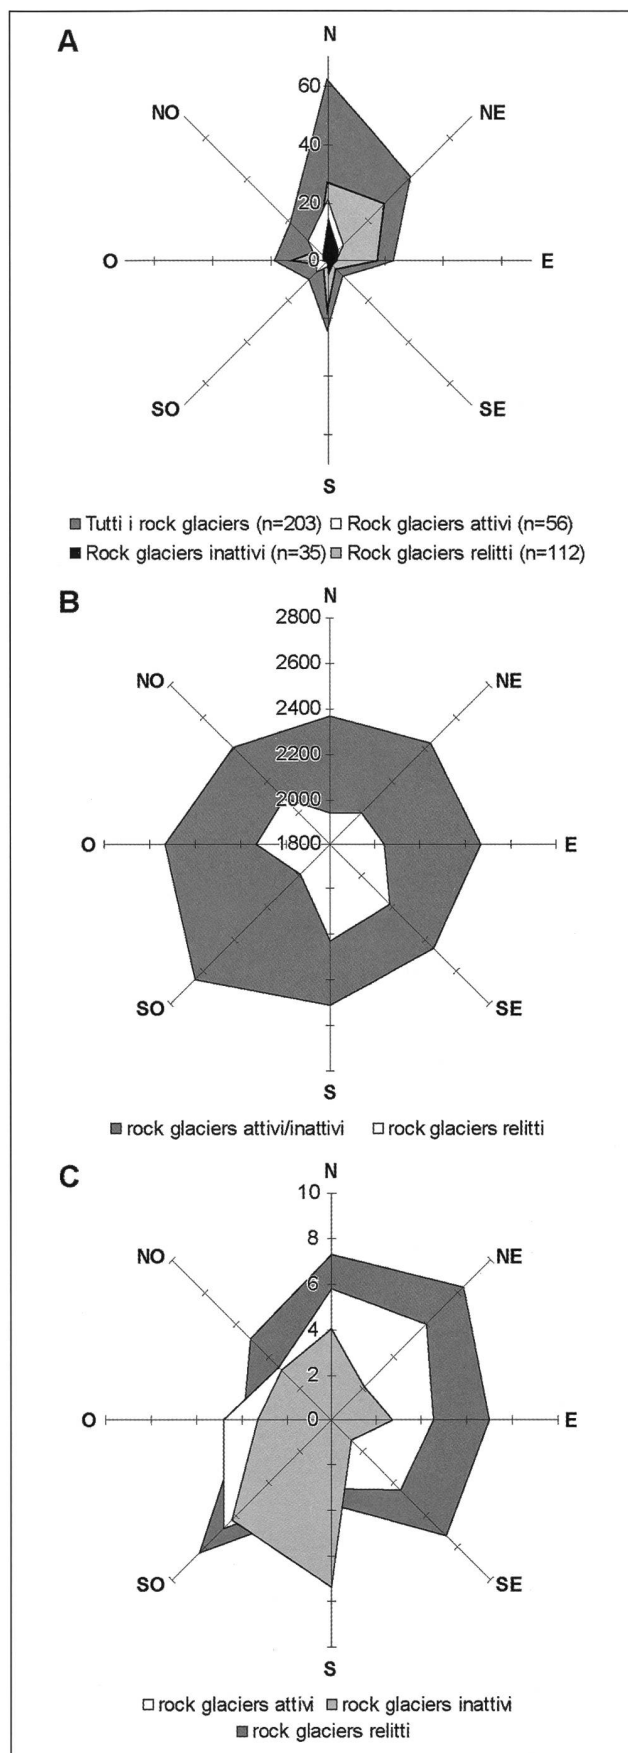 A
N
60
NO
NE
40
20
O
0
E
SO
SE
S
Tutti i rock glaciers (n=203) Rock glaciers attivi (n=56)
Rock glaciers inattivi (n=35) Rock glaciers relitti (n=112)
B
N
2800
NO
2600
NE
2400
2200
2000
O
1800
E
SO
SE
S
rock glaciers attivi/inattivi rock glaciers relitti
C
N
10
NO
8
NE
6
4
2
O
0
E
SO
SE
S
rock glaciers attivi rock glaciers inattivi
rock glaciers relitti